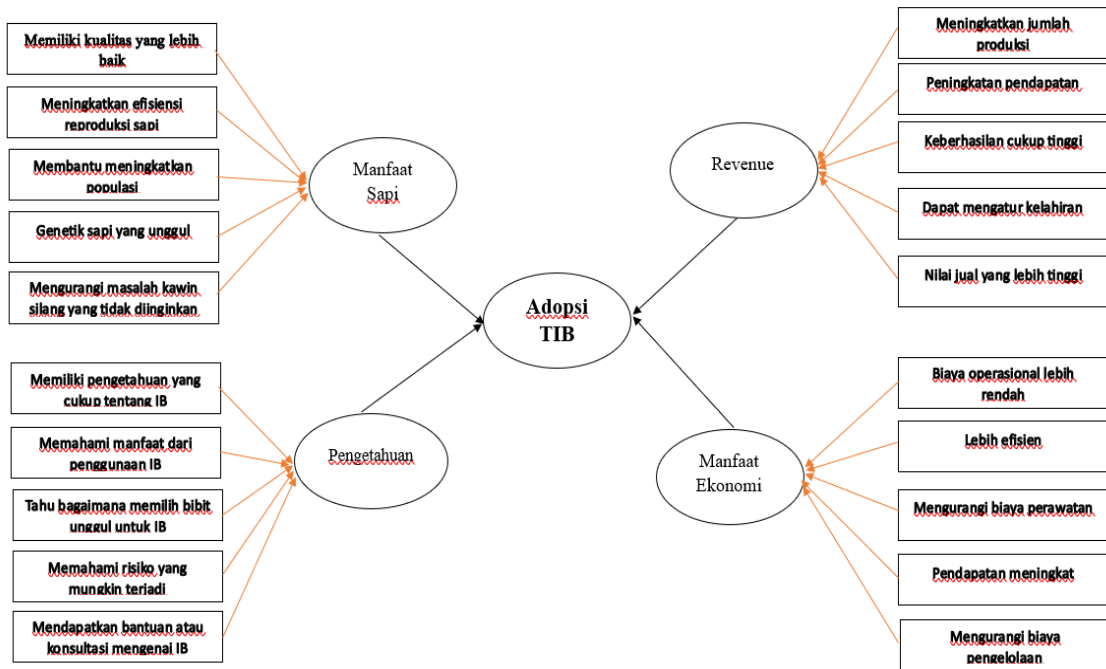 Memiliki kualitas yang lebih
baik
Meningkatkan efisiensi
reproduksi sapi
Membantu meningkatkan
populasi
Genetik sapi yang unggul
Mengurangi masalah kawin
silang yang tidak diinginkan
Manfaat
Sapi
Memiliki pengetahuan yang
cukup tentang IB
Memahami manfaat dari
penggunaan IB
Tahu bagaimana memilih bibit
unggul untuk IB
Memahami risiko yang
mungkin terjadi
Mendapatkan bantuan atau
konsultasi mengenai IB
Pengetahuan
Adopsi
TIB
Revenue
Meningkatkan jumlah
produksi
Peningkatan pendapatan
Keberhasilan cukup tinggi
Dapat mengatur kelahiran
Nilai jual yang lebih tinggi
Manfaat
Ekonomi
Biaya operasional lebih
rendah
Lebih efisien
Mengurangi biaya perawatan
Pendapatan meningkat
Mengurangi biaya
pengelolaan